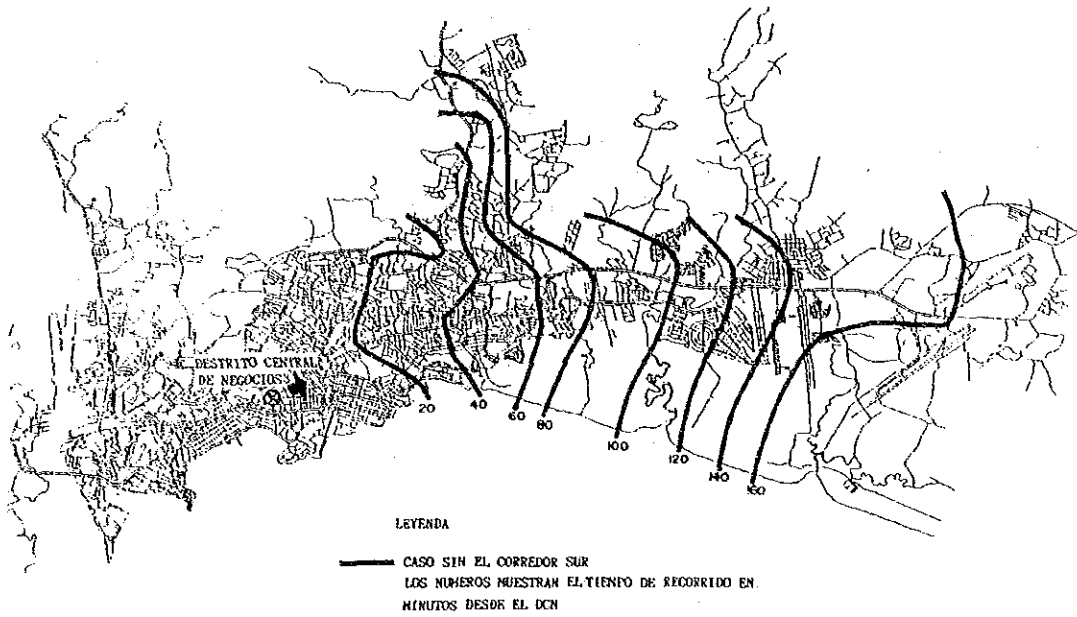 DESTRITO CENTRAL
DE NEGOCIOS
20
40
60
80
100
120
140
160
LEYENDA
CASO SIN EL CORREDOR SUR
LOS NUMEROS MUESTRAN EL TIEMPO DE RECORRIDO EN
MINUTOS DESDE EL DCN